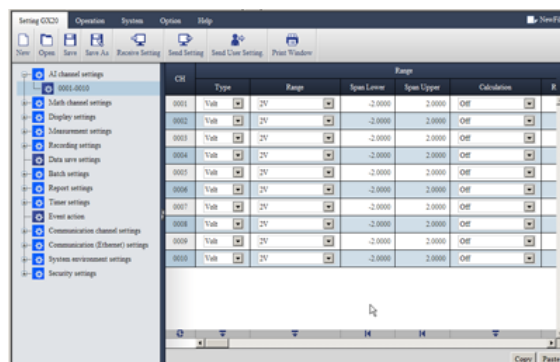 Setting GX20 Operation System Option Help NewFi
New Open Save Save As Receive Setting Send Setting Send User Setting Print Window
AI channel settings
0001-0010
Math channel settings
Display settings
Measurement settings
Recording settings
Data save settings
Batch settings
Report settings
Timer settings
Event action
Communication channel settings
Communication (Ethernet) settings
System environment settings
Security settings
CH Range
Type Range Span Lower Span Upper Calculation R
0001 Volt 2V -2.0000 2.0000 Off
0002 Volt 2V -2.0000 2.0000 Off
0003 Volt 2V -2.0000 2.0000 Off
0004 Volt 2V -2.0000 2.0000 Off
0005 Volt 2V -2.0000 2.0000 Off
0006 Volt 2V -2.0000 2.0000 Off
0007 Volt 2V -2.0000 2.0000 Off
0008 Volt 2V -2.0000 2.0000 Off
0009 Volt 2V -2.0000 2.0000 Off
0010 Volt 2V -2.0000 2.0000 Off
Copy Paste